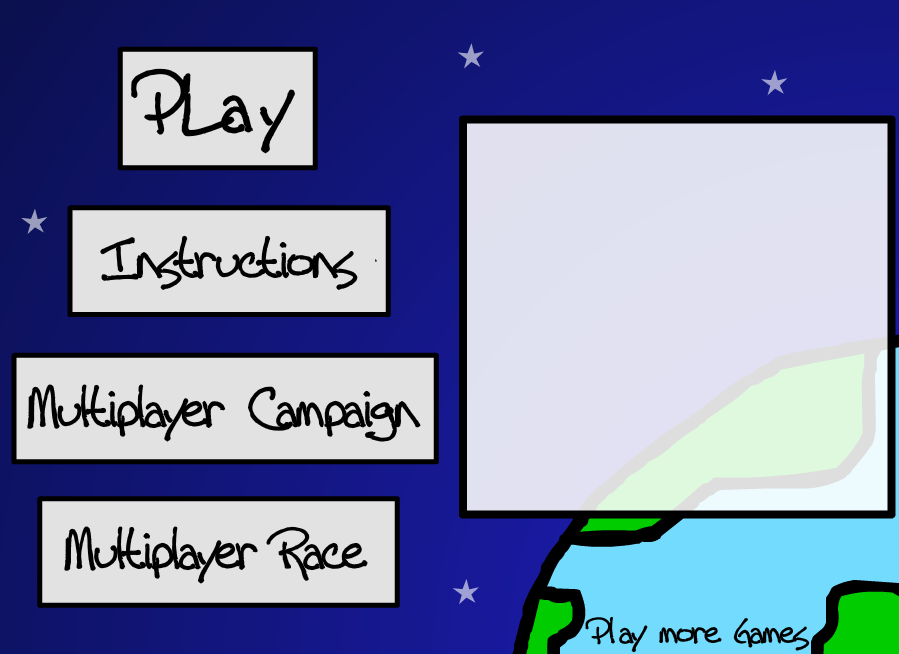 Play
Instructions
Multiplayer Campaign
Multiplayer Race
Play more Games